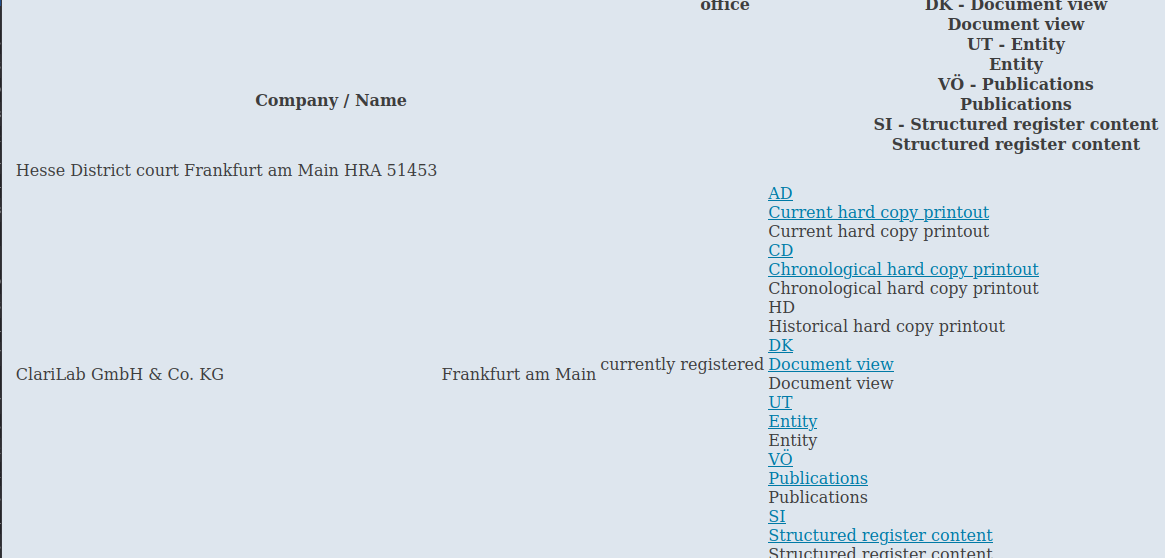 office
DK - Document view
Document view
UT - Entity
Entity
VÖ - Publications
Company / Name
Publications
SI - Structured register content
Structured register content
Hesse District court Frankfurt am Main HRA 51453
AD
Current hard copy printout
Current hard copy printout
CD
Chronological hard copy printout
Chronological hard copy printout
HD
Historical hard copy printout
DK
ClariLab GmbH & Co. KG Frankfurt am Main currently registered Document view
Document view
UT
Entity
Entity
VÖ
Publications
Publications
SI
Structured register content
Structured register content